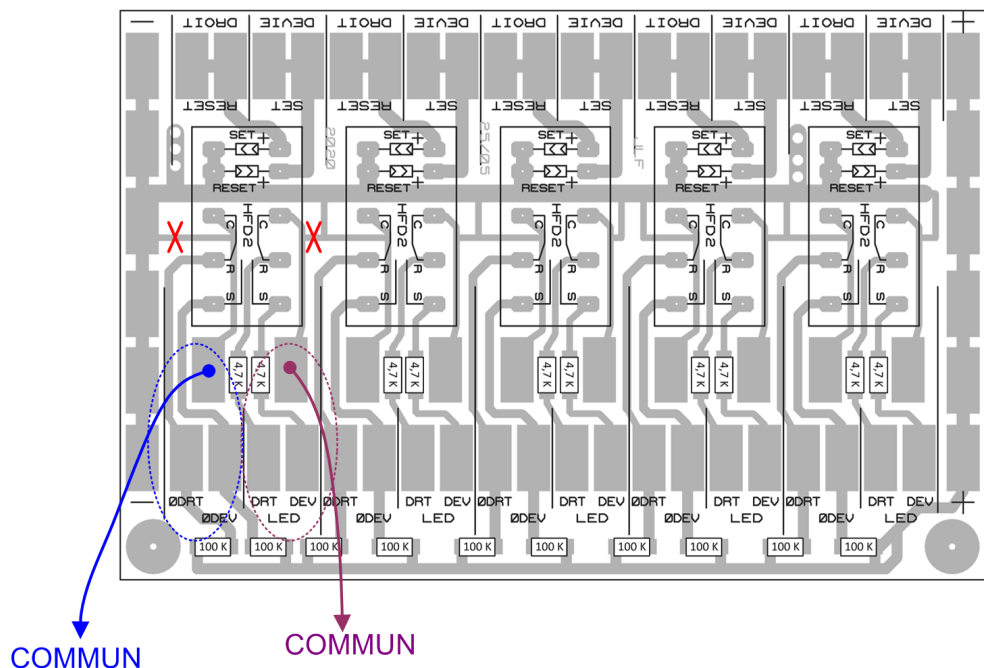 DROIT DEVIE DROIT DEVIE DROIT DEVIE DROIT DEVIE DROIT DEVIE
RESET SET RESET SET RESET SET RESET SET RESET SET
2020 25/05
SET + SET + SET + SET + SET +
RESET + RESET + RESET + RESET + RESET +
C HFD2 C C HFD2 C C HFD2 C C HFD2 C C HFD2 C
X X
R R R R R R R R R R
S S S S S S S S S S
4,7 K 4,7 K 4,7 K 4,7 K 4,7 K 4,7 K 4,7 K 4,7 K 4,7 K 4,7 K
ØDRT DRT DEV ØDRT DRT DEV ØDRT DRT DEV ØDRT DRT DEV ØDRT DRT DEV
ØDEV LED ØDEV LED ØDEV LED ØDEV LED ØDEV LED
100 K 100 K 100 K 100 K 100 K 100 K 100 K 100 K 100 K 100 K
COMMUN
COMMUN